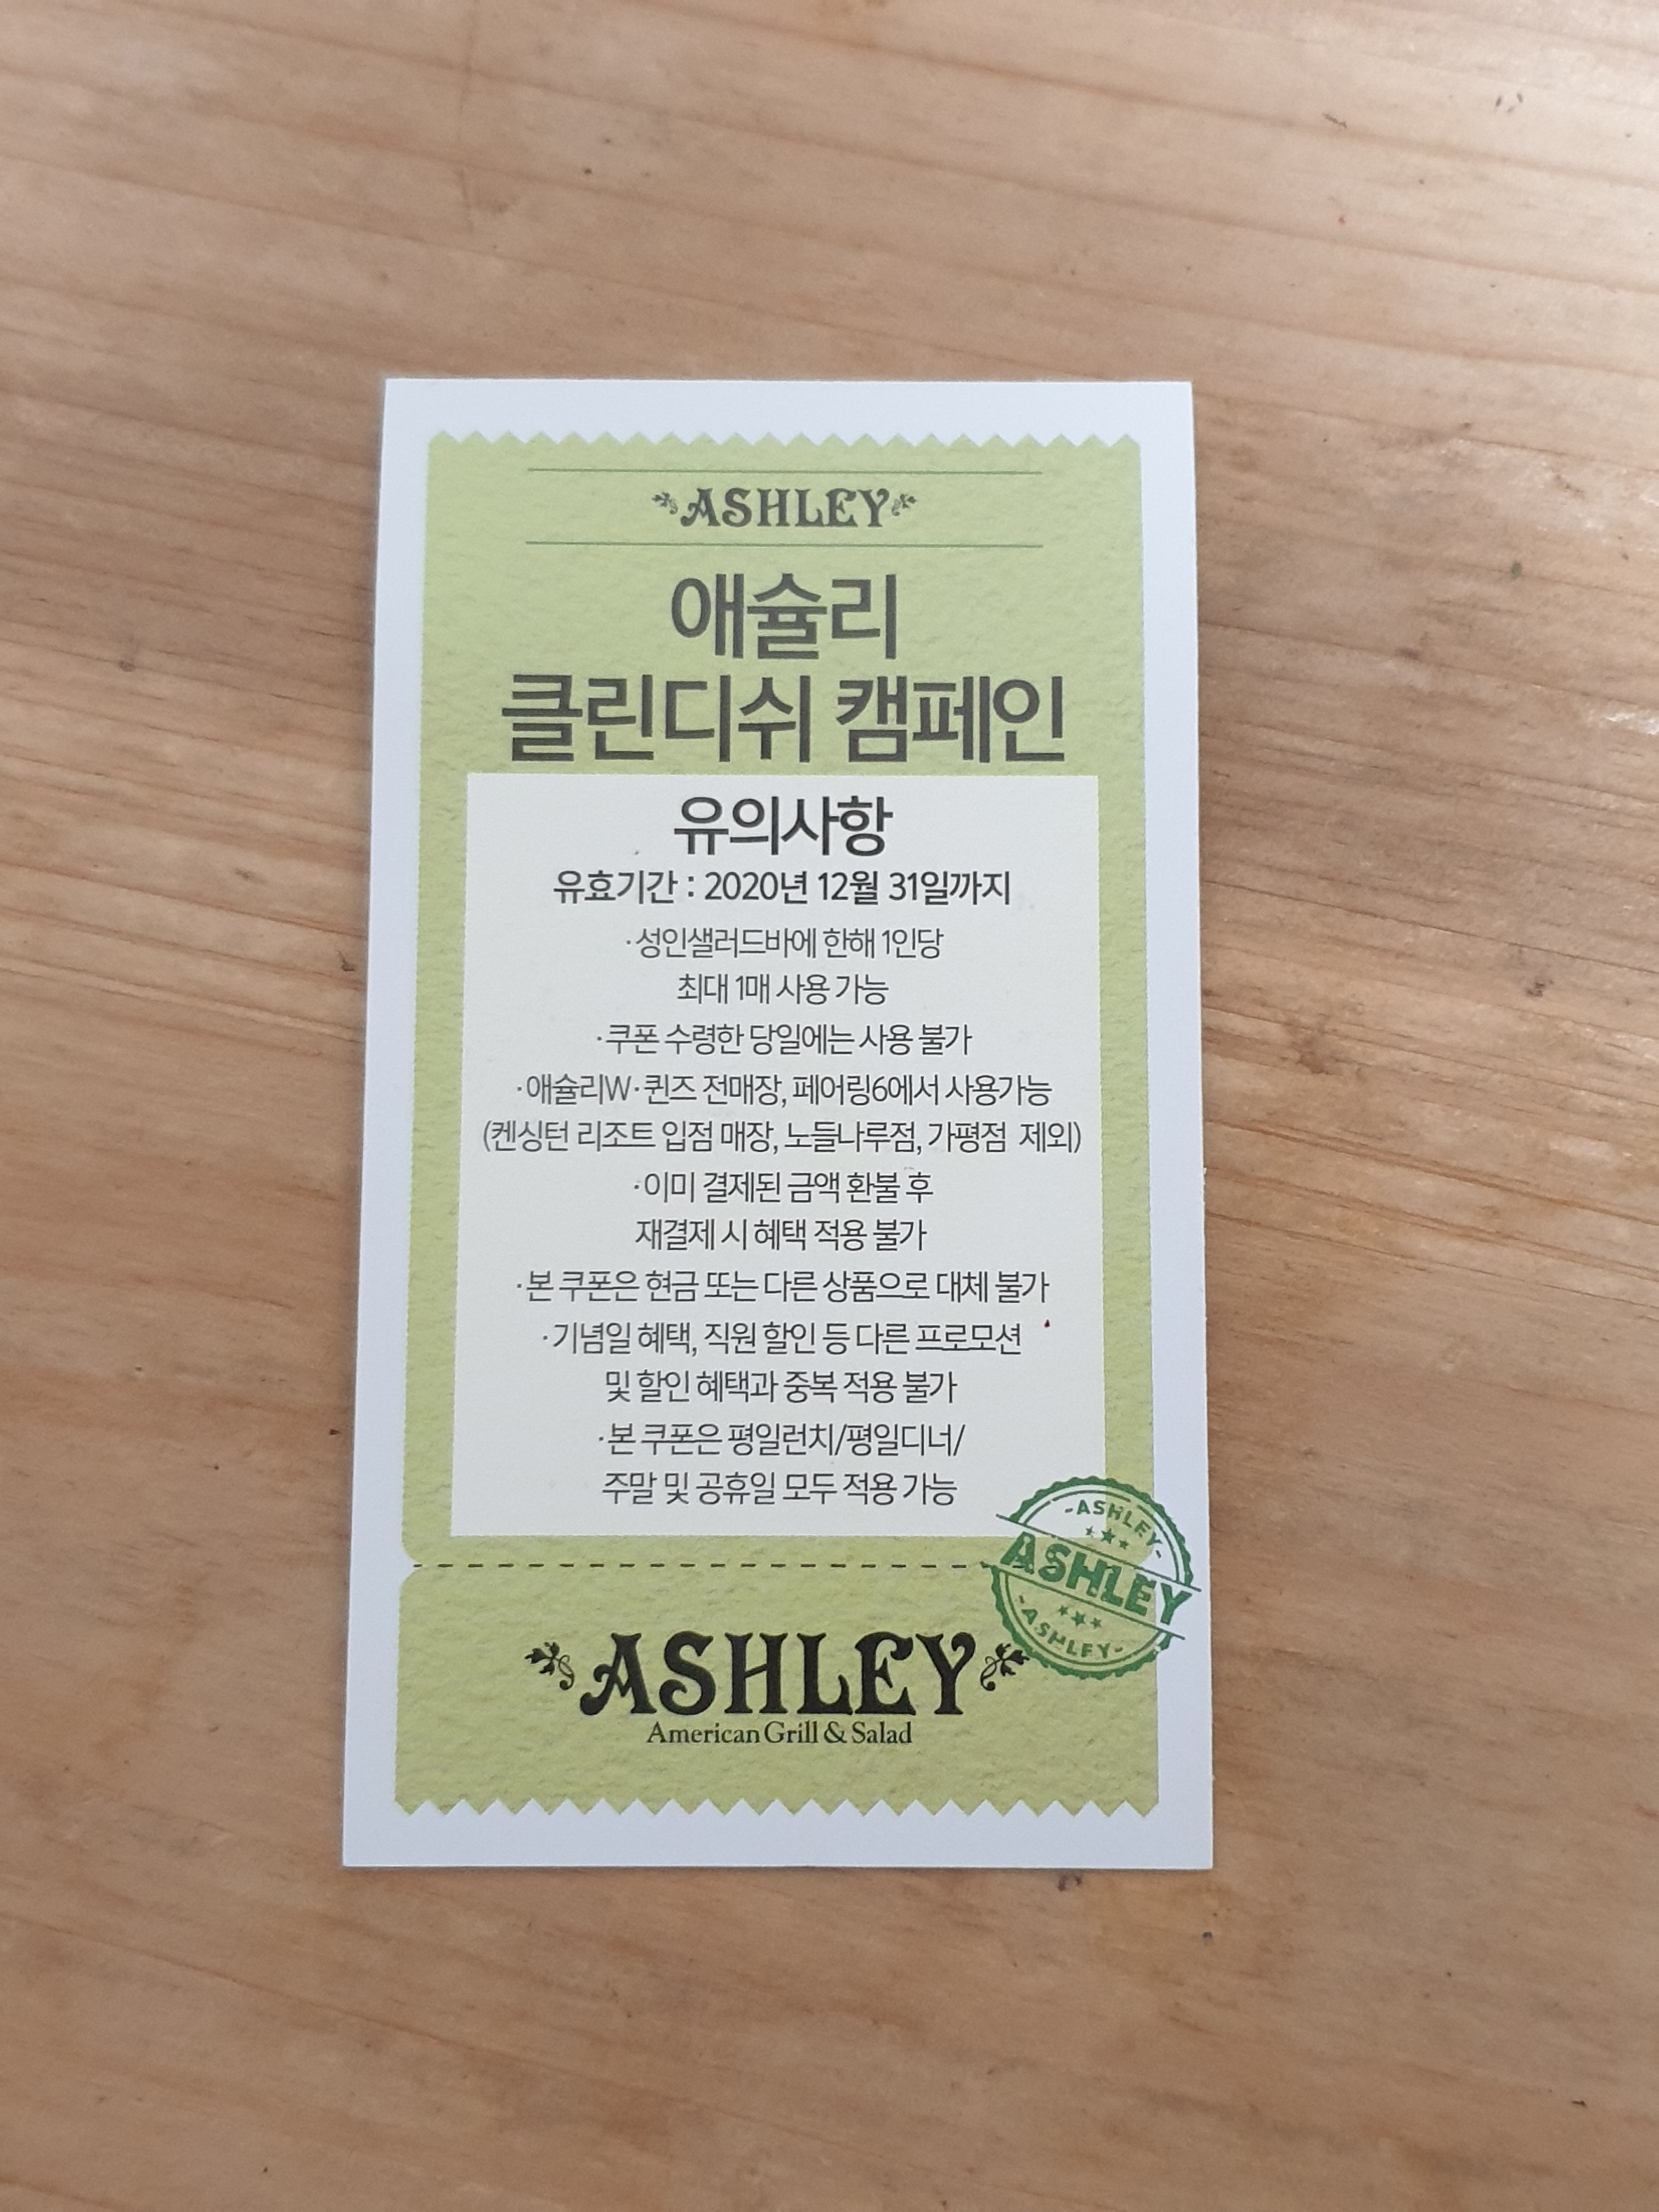 ASHLEY
애슐리
클린디쉬 캠페인
유의사항
유효기간 : 2020년 12월 31일까지
·성인샐러드바에 한해 1인당
최대 1매 사용 가능
·쿠폰 수령한 당일에는 사용 불가
·애슐리W·퀸즈 전매장, 페어링6에서 사용가능
(켄싱턴 리조트 입점 매장, 노들나루점, 가평점 제외)
·이미 결제된 금액 환불 후
재결제 시 혜택 적용 불가
·본 쿠폰은 현금 또는 다른 상품으로 대체 불가
·기념일 혜택, 직원 할인 등 다른 프로모션
및 할인 혜택과 중복 적용 불가
·본 쿠폰은 평일런치/평일디너/
주말 및 공휴일 모두 적용 가능
-ASHLEY-
ASHLEY
-ASHLEY-
ASHLEY
American Grill & Salad